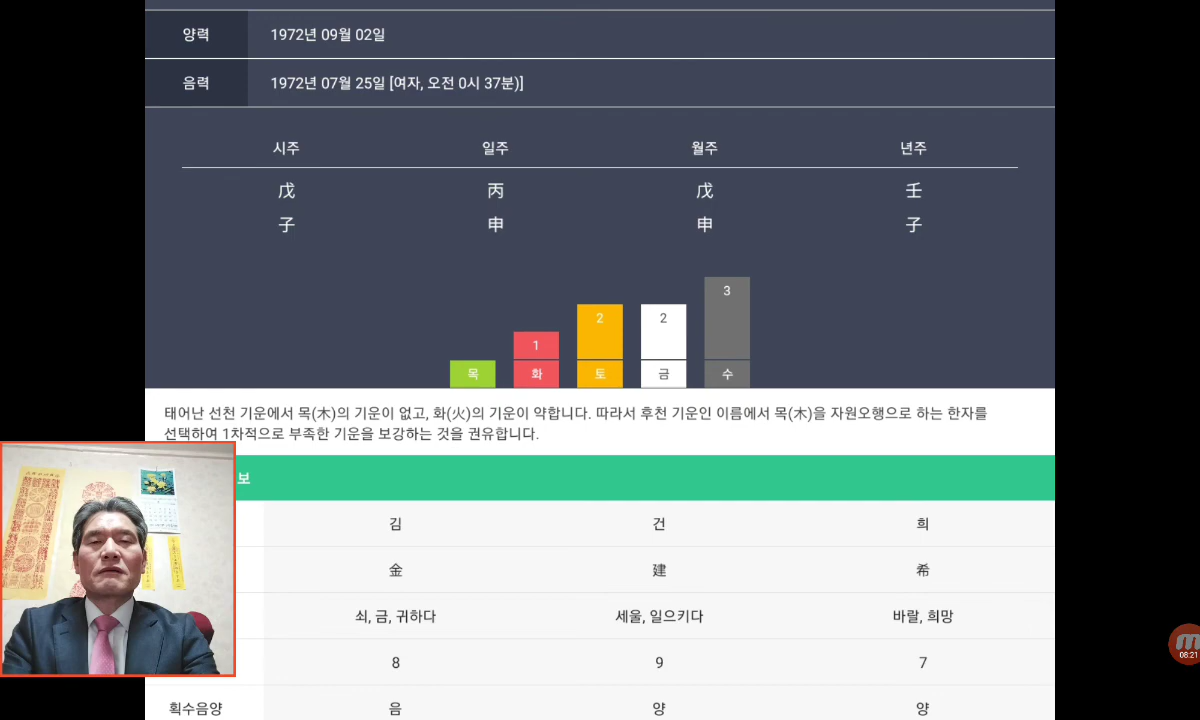 양력 1972년 09월 02일
음력 1972년 07월 25일 [여자, 오전 0시 37분)]
시주 일주 월주 년주
戊 丙 戊 壬
子 申 申 子
1 2 2 3
목 화 토 금 수
태어난 선천 기운에서 목(木)의 기운이 없고, 화(火)의 기운이 약합니다. 따라서 후천 기운인 이름에서 목(木)을 자원오행으로 하는 한자를
선택하여 1차적으로 부족한 기운을 보강하는 것을 권유합니다.
보
김 건 희
金 建 希
쇠, 금, 귀하다 세울, 일으키다 바랄, 희망
8 9 7
획수음양 음 양 양
08:21